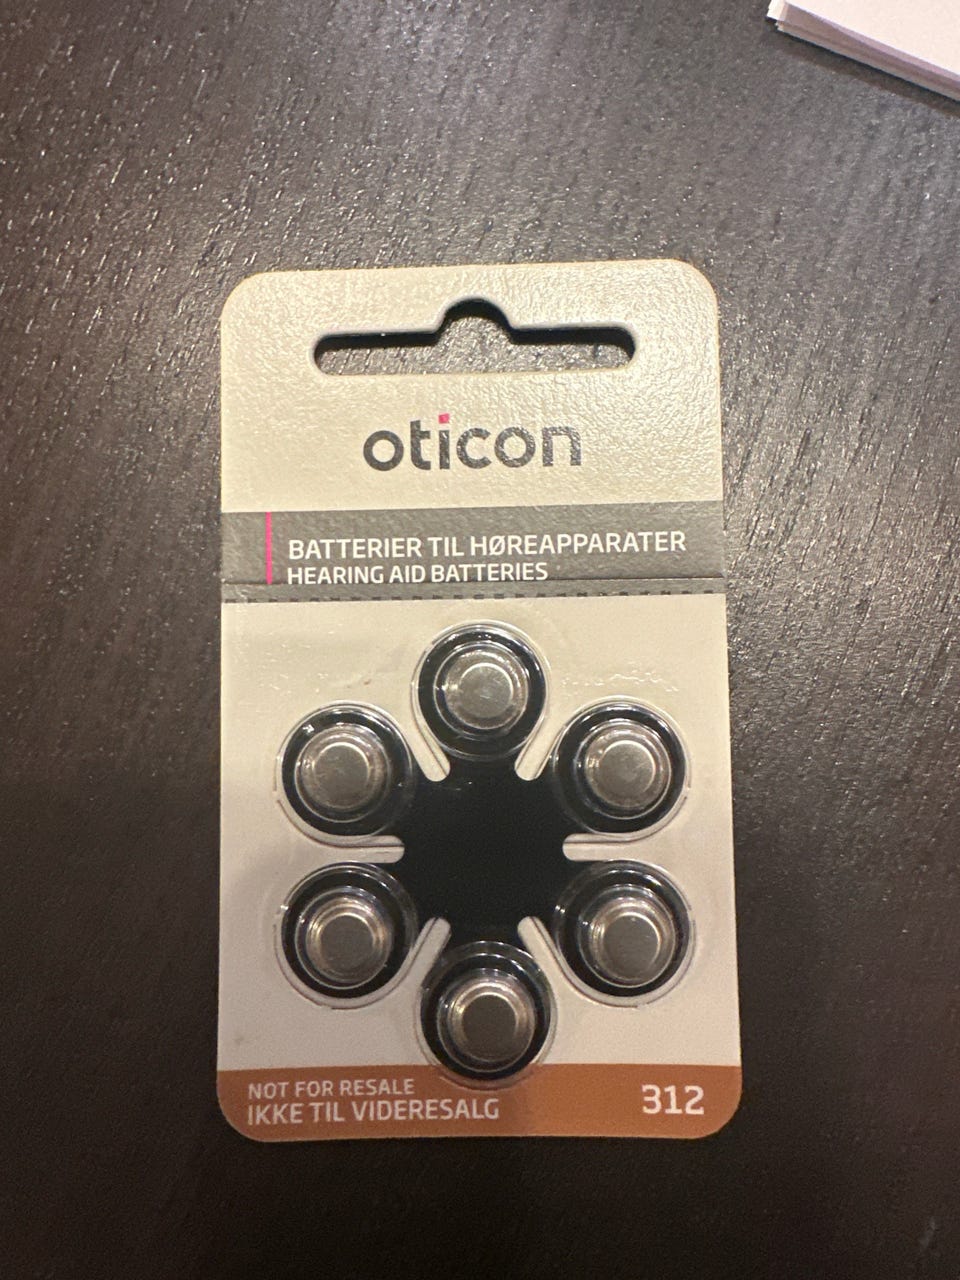 oticon
BATTERIER TIL HØREAPPARATER
HEARING AID BATTERIES
NOT FOR RESALE
IKKE TIL VIDERESALG
312